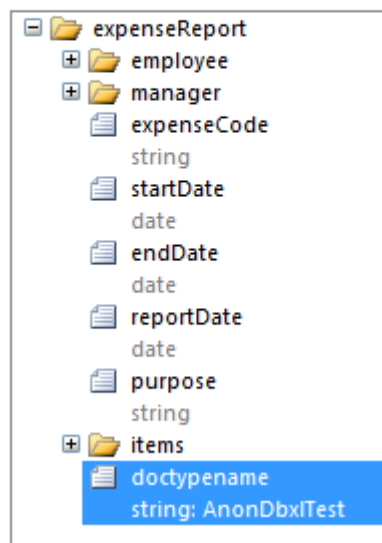 expenseReport
employee
manager
expenseCode
string
startDate
date
endDate
date
reportDate
date
purpose
string
items
doctypename
string: AnonDbxlTest